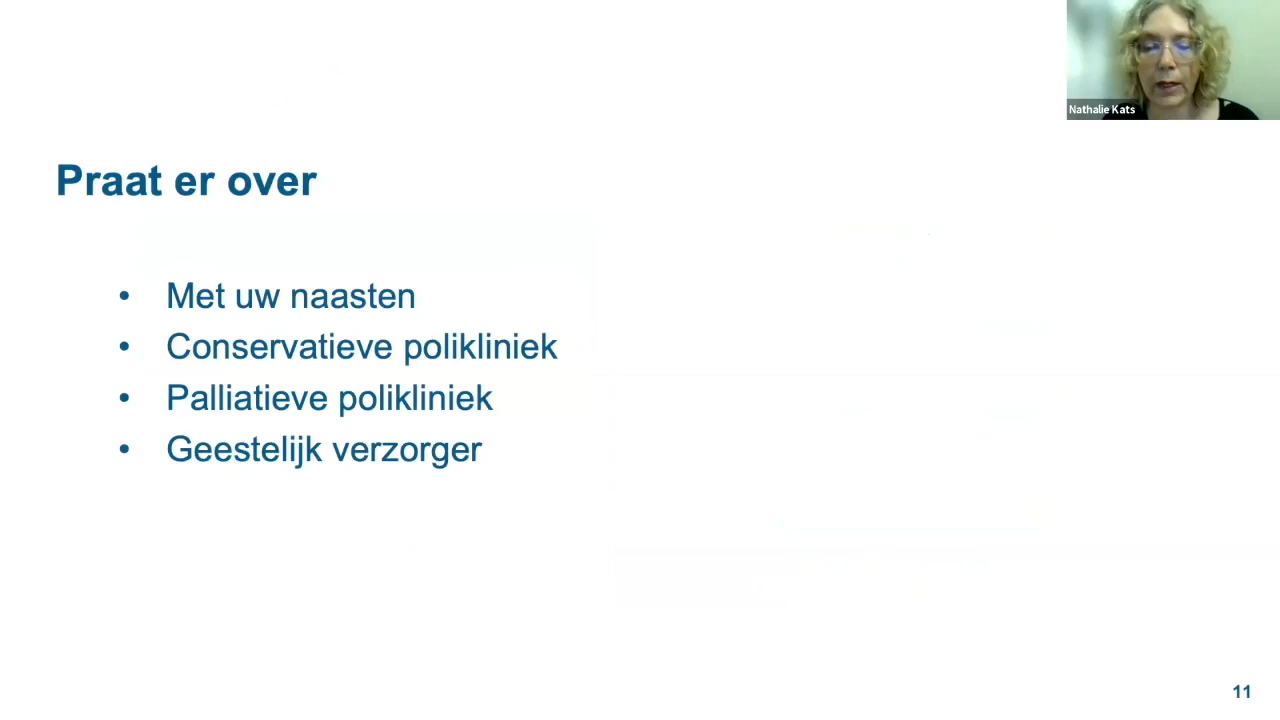 Nathalie Kats
Praat er over
• Met uw naasten
• Conservatieve polikliniek
• Palliatieve polikliniek
• Geestelijk verzorger
11